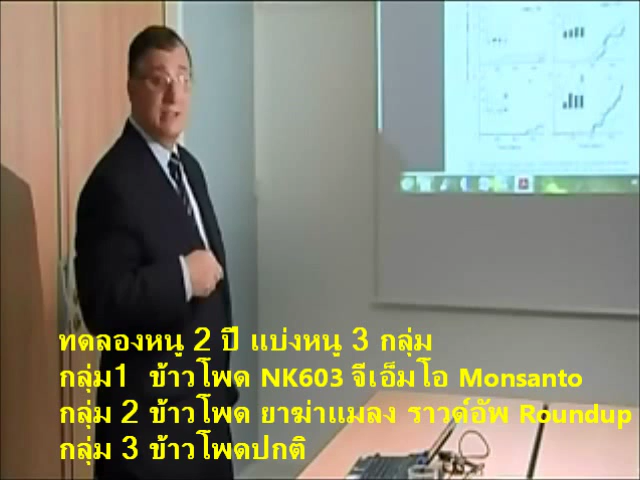 ทดลองหนู 2 ปี แบ่งหนู 3 กลุ่ม
กลุ่ม1 ข้าวโพด NK603 จีเอ็มโอ Monsanto
กลุ่ม 2 ข้าวโพด ยาฆ่าแมลง ราวด์อัพ Roundup
กลุ่ม 3 ข้าวโพดปกติ